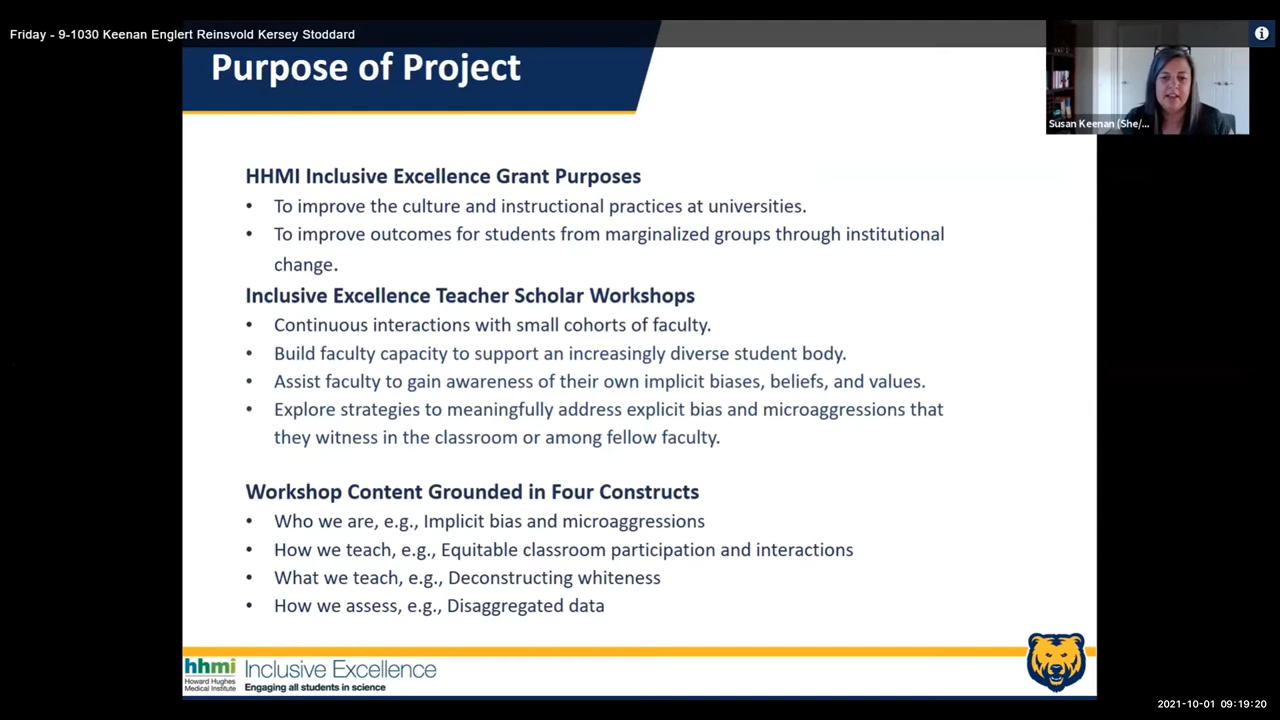 Friday - 9-1030 Keenan Englert Reinsvold Kersey Stoddard
Purpose of Project
Susan Keenan (She/...
HHMI Inclusive Excellence Grant Purposes
• To improve the culture and instructional practices at universities.
• To improve outcomes for students from marginalized groups through institutional
change.
Inclusive Excellence Teacher Scholar Workshops
• Continuous interactions with small cohorts of faculty.
• Build faculty capacity to support an increasingly diverse student body.
• Assist faculty to gain awareness of their own implicit biases, beliefs, and values.
• Explore strategies to meaningfully address explicit bias and microaggressions that
they witness in the classroom or among fellow faculty.
Workshop Content Grounded in Four Constructs
• Who we are, e.g., Implicit bias and microaggressions
• How we teach, e.g., Equitable classroom participation and interactions
• What we teach, e.g., Deconstructing whiteness
• How we assess, e.g., Disaggregated data
hhmi
Howard Hughes
Medical Institute
Inclusive Excellence
Engaging all students in science
2021-10-01 09:19:20